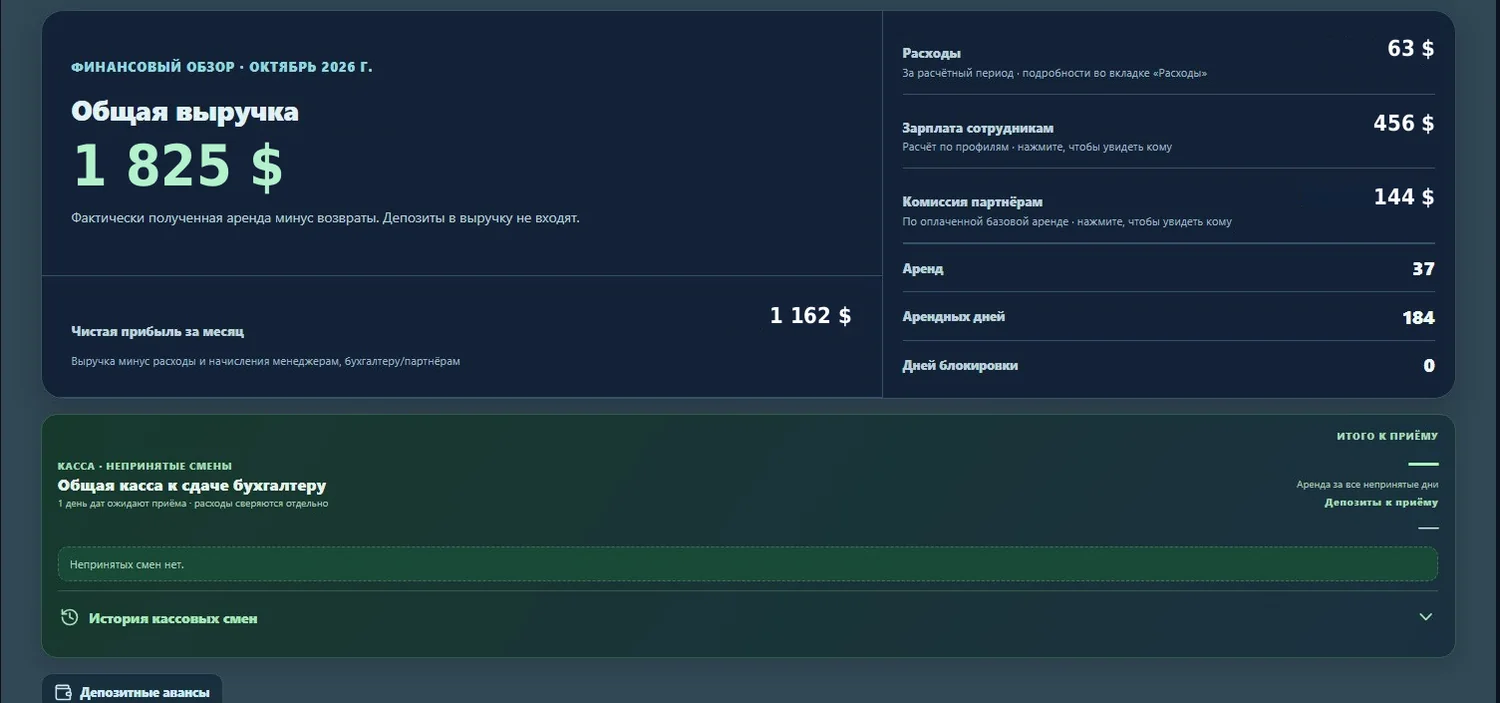 ФИНАНСОВЫЙ ОБЗОР · ОКТЯБРЬ 2026 Г.
Общая выручка
1 825 $
Фактически полученная аренда минус возвраты. Депозиты в выручку не входят.
Чистая прибыль за месяц
1 162 $
Выручка минус расходы и начисления менеджерам, бухгалтеру/партнёрам
Расходы
63 $
За расчётный период · подробности во вкладке «Расходы»
Зарплата сотрудникам
456 $
Расчёт по профилям · нажмите, чтобы увидеть кому
Комиссия партнёрам
144 $
По оплаченной базовой аренде · нажмите, чтобы увидеть кому
Аренд
37
Арендных дней
184
Дней блокировки
0
КАССА · НЕПРИНЯТЫЕ СМЕНЫ
Общая касса к сдаче бухгалтеру
1 день дат ожидают приёма · расходы сверяются отдельно
ИТОГО К ПРИЁМУ
—
Аренда за все непринятые дни
Депозиты к приёму
—
Непринятых смен нет.
История кассовых смен
Депозитные авансы